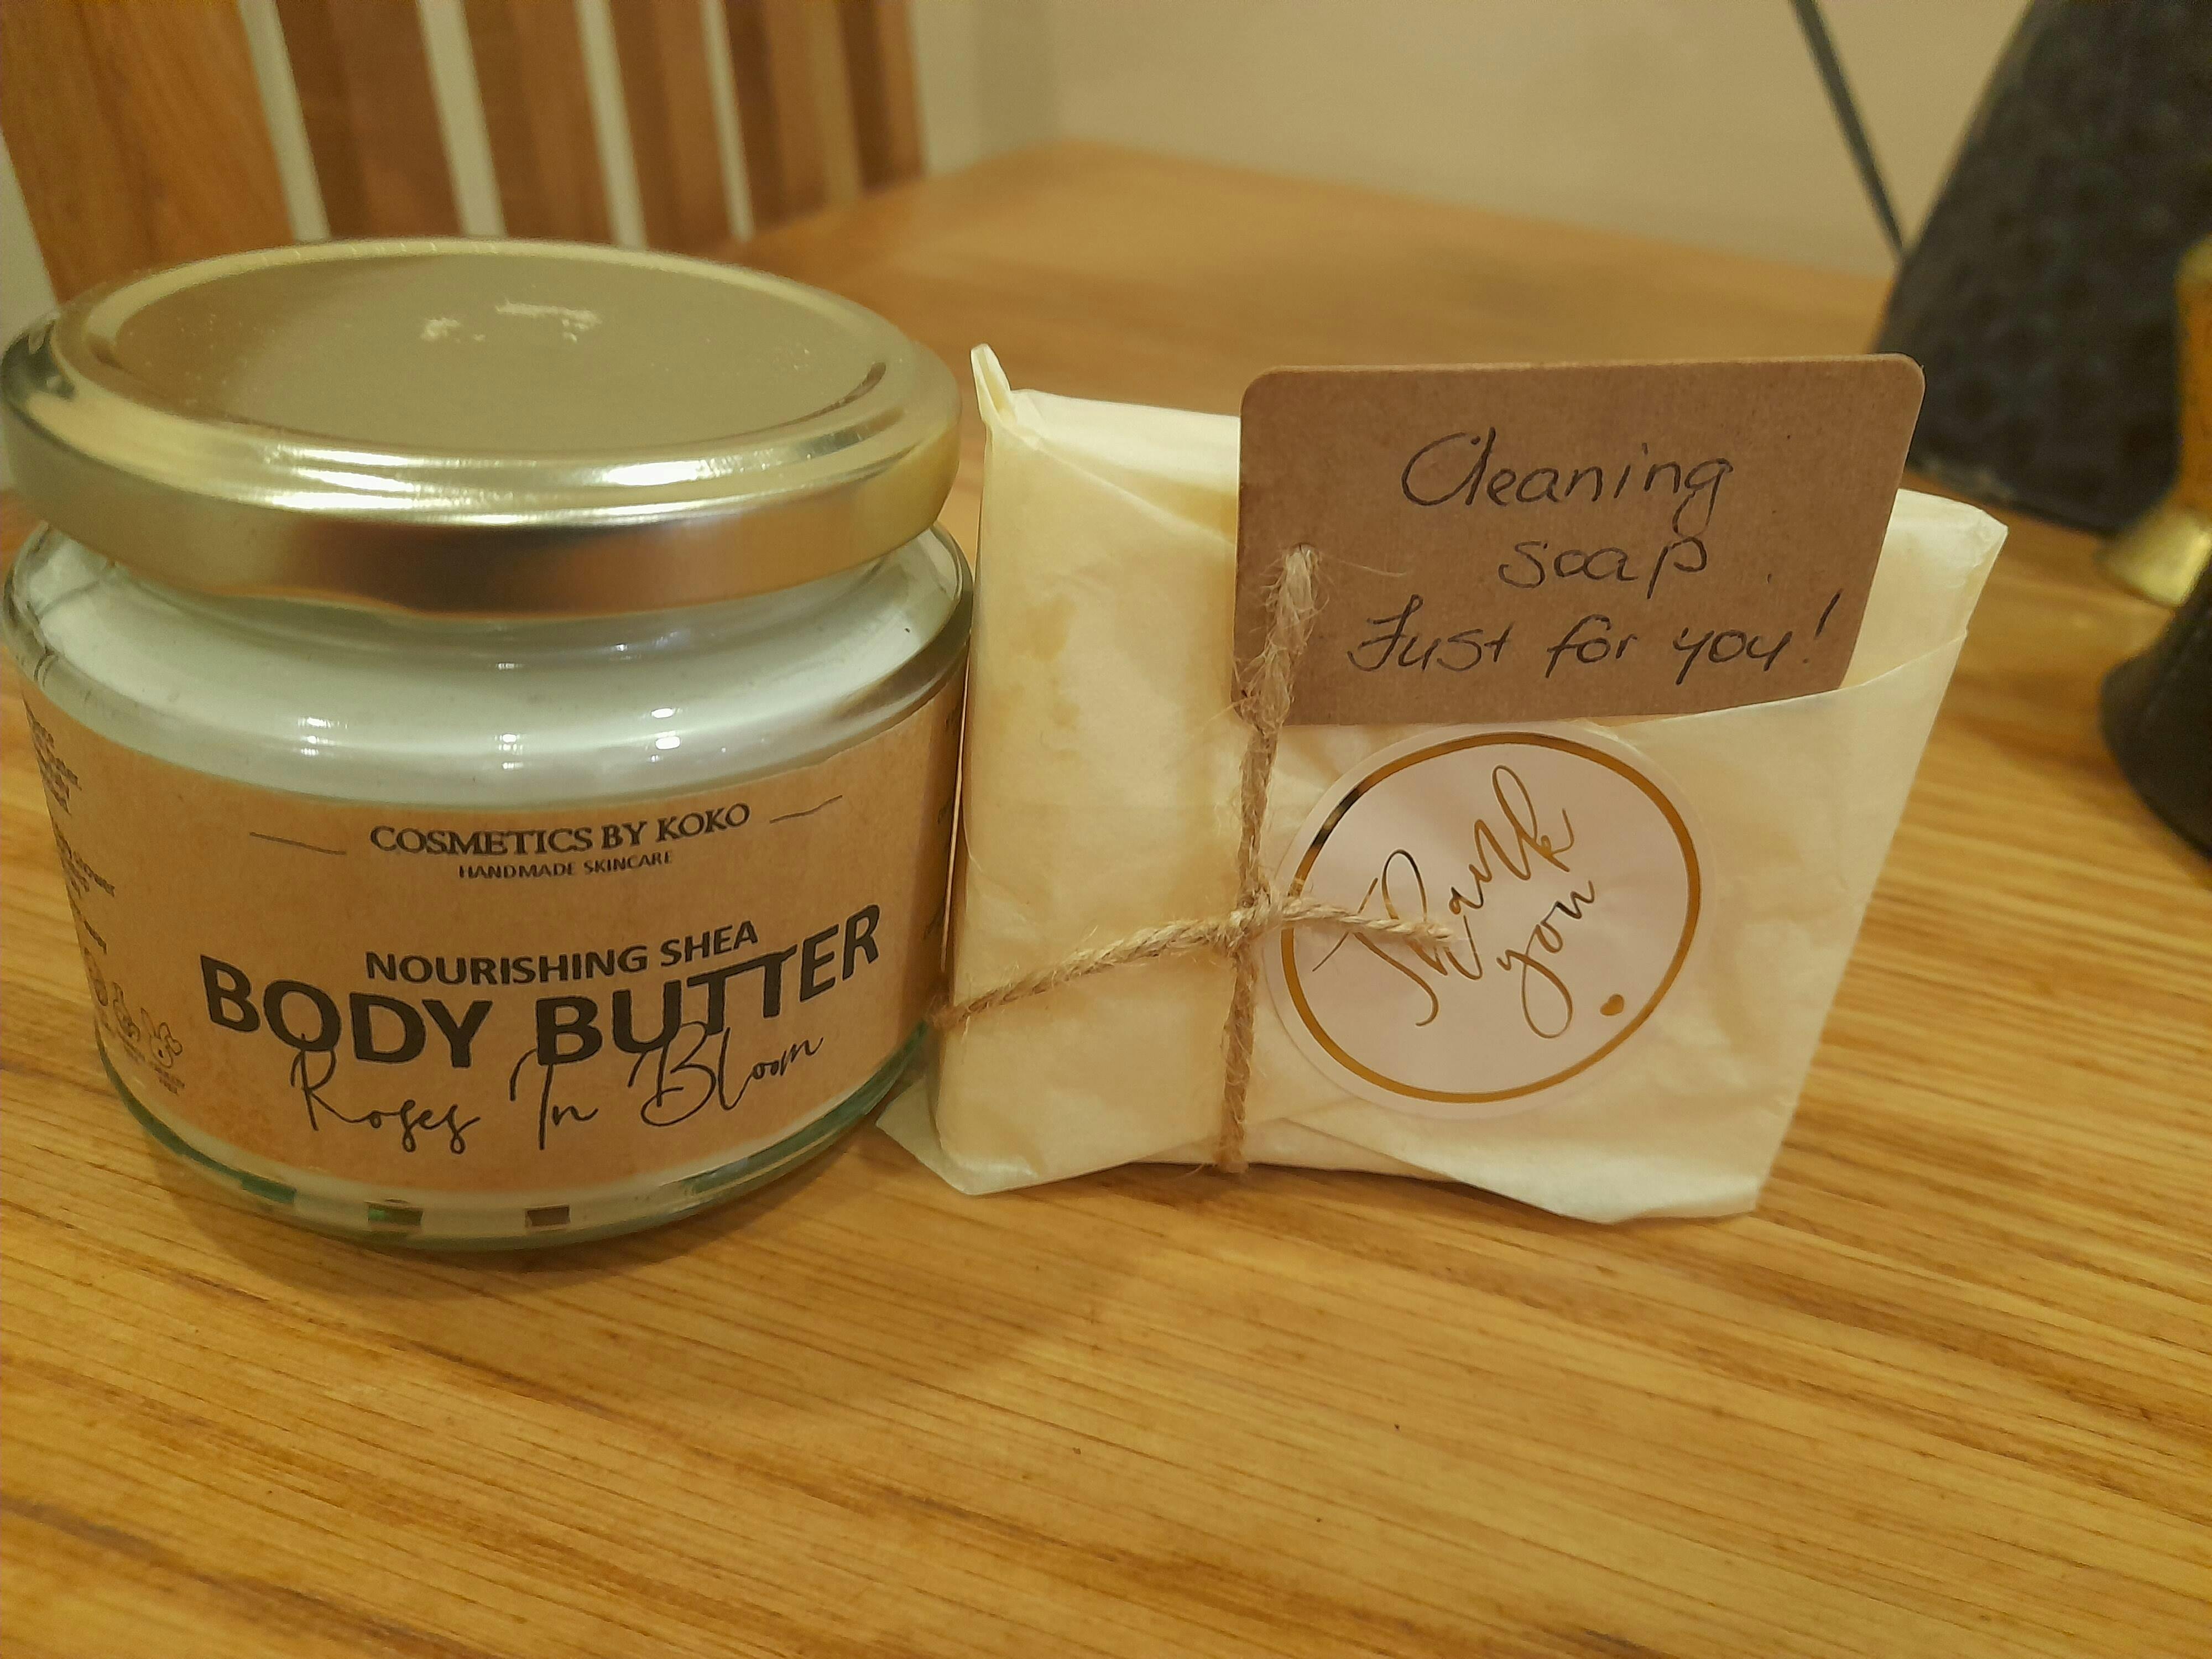 COSMETICS BY KOKO
HANDMADE SKINCARE
NOURISHING SHEA
BODY BUTTER
Roses In Bloom
Cleaning
soap
Just for you!
Thank
you